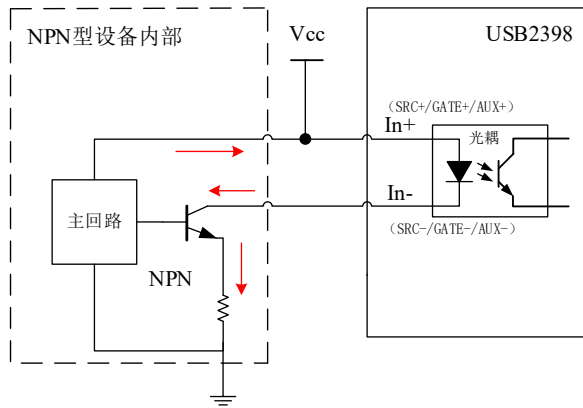 NPN型设备内部
Vcc
USB2398
（SRC+/GATE+/AUX+）
In+
光耦
In-
主回路
（SRC-/GATE-/AUX-）
NPN